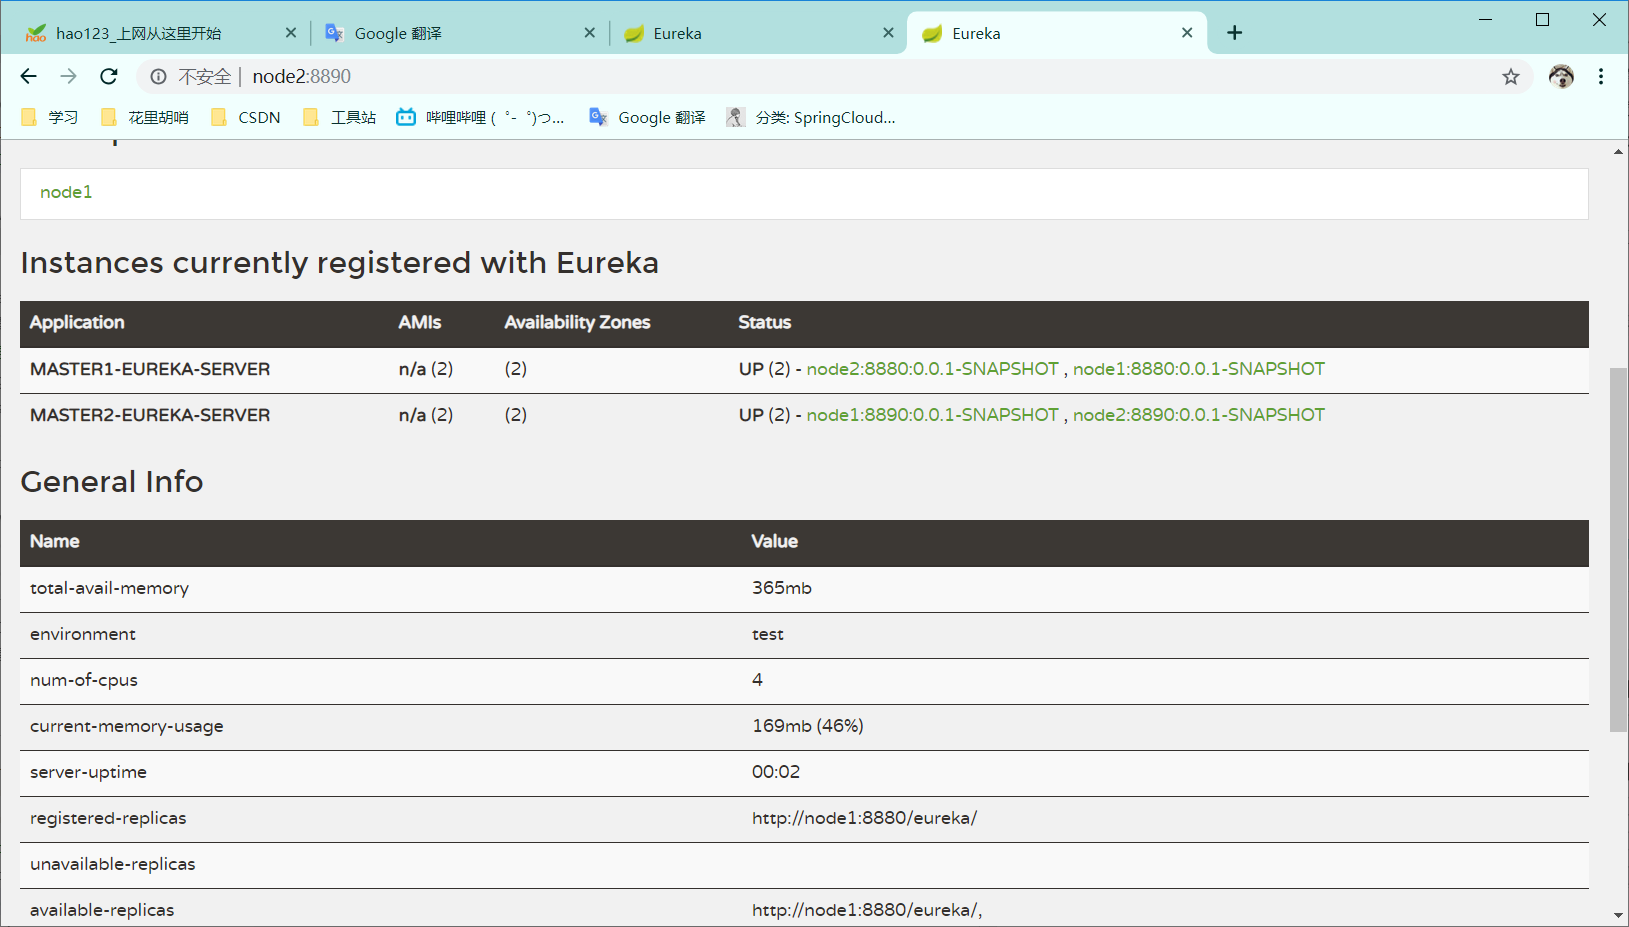 hao123_上网从这里开始
Google 翻译
Eureka
Eureka
不安全 | node2:8890
学习 花里胡哨 CSDN 工具站 哔哩哔哩 (゜-゜)つ... Google 翻译 分类: SpringCloud...
node1
Instances currently registered with Eureka
Application AMIs Availability Zones Status
MASTER1-EUREKA-SERVER n/a (2) (2) UP (2) - node2:8880:0.0.1-SNAPSHOT , node1:8880:0.0.1-SNAPSHOT
MASTER2-EUREKA-SERVER n/a (2) (2) UP (2) - node1:8890:0.0.1-SNAPSHOT , node2:8890:0.0.1-SNAPSHOT
General Info
Name Value
total-avail-memory 365mb
environment test
num-of-cpus 4
current-memory-usage 169mb (46%)
server-uptime 00:02
registered-replicas http://node1:8880/eureka/
unavailable-replicas
available-replicas http://node1:8880/eureka/,